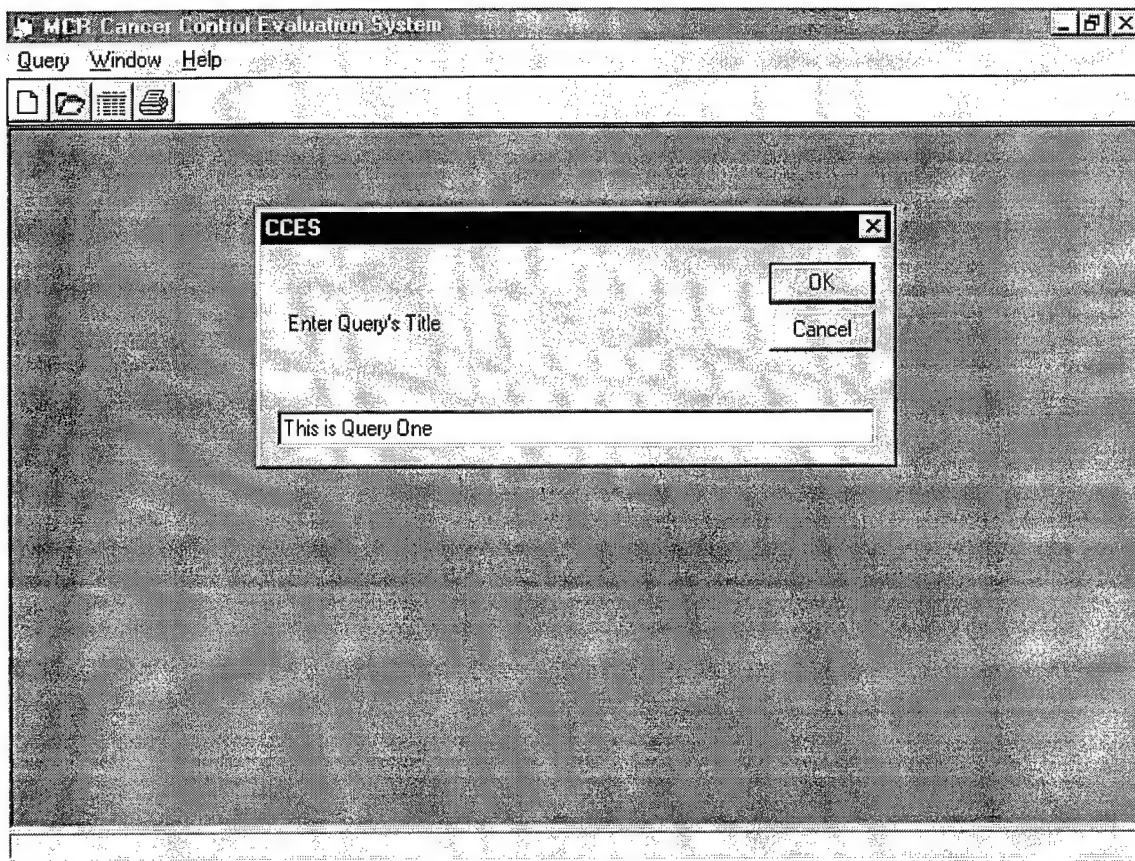 MCR Cancer Control Evaluation System
Query Window Help
CCES
OK
Enter Query's Title
Cancel
This is Query One